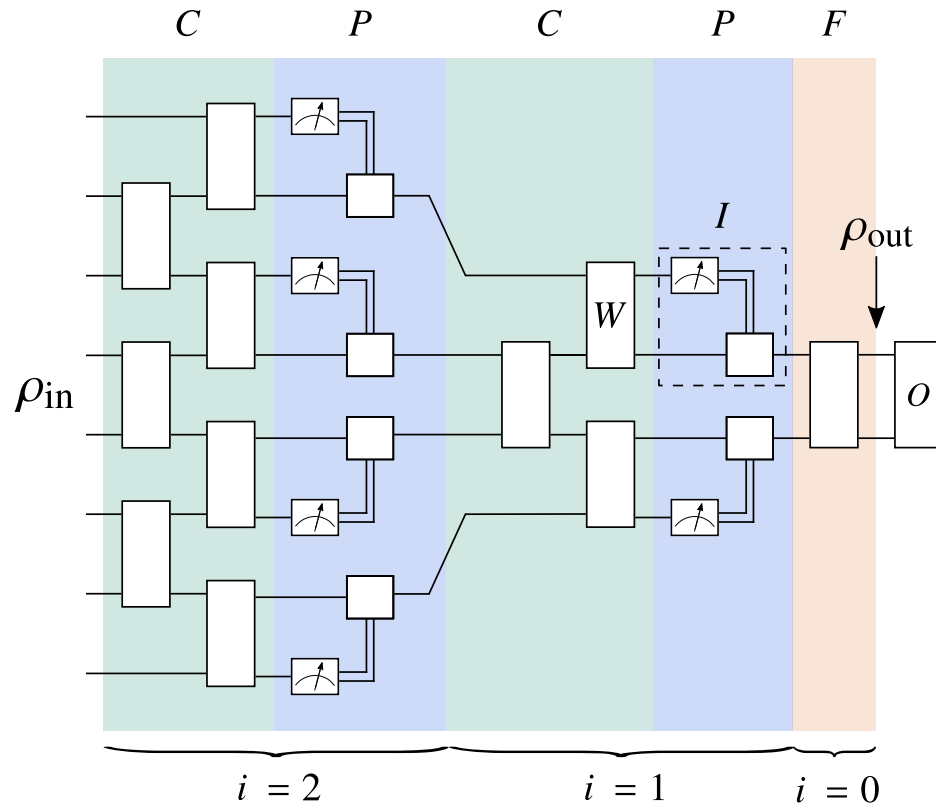 C P C P F
I
ρout
W
ρin
O
i = 2 i = 1 i = 0